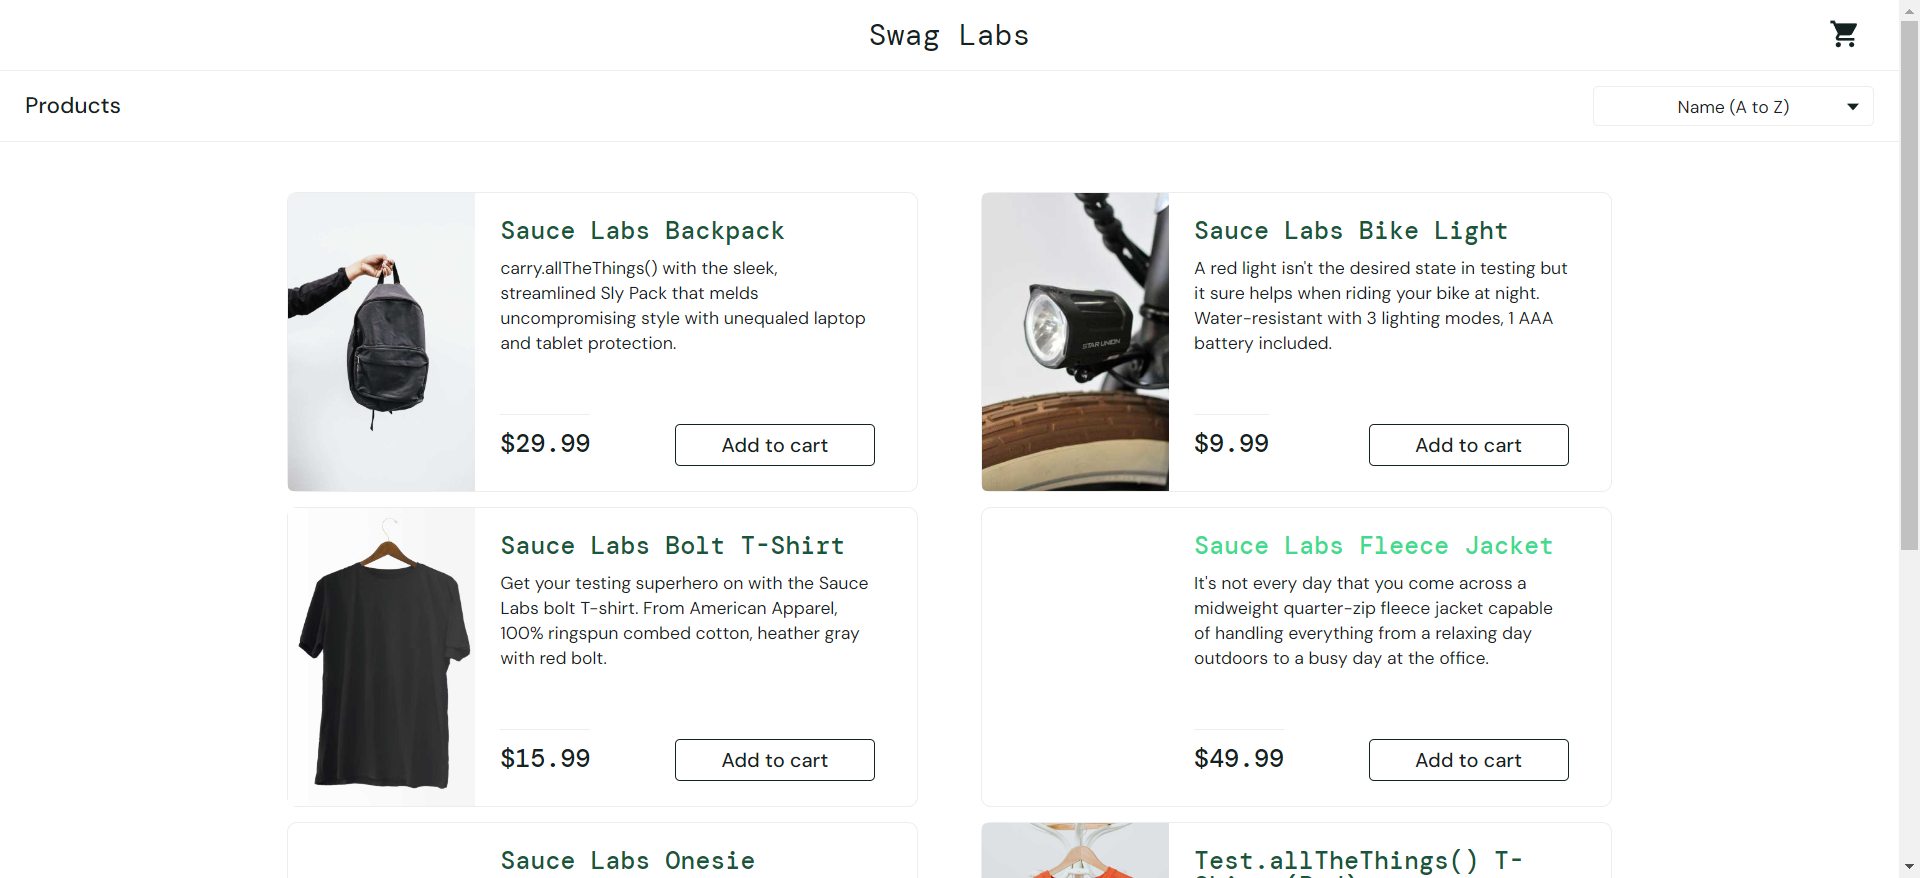 Swag Labs
Products
Name (A to Z)
Sauce Labs Backpack
carry.allTheThings() with the sleek,
streamlined Sly Pack that melds
uncompromising style with unequaled laptop
and tablet protection.
$29.99
Add to cart
STAR UNION
Sauce Labs Bike Light
A red light isn't the desired state in testing but
it sure helps when riding your bike at night.
Water-resistant with 3 lighting modes, 1 AAA
battery included.
$9.99
Add to cart
Sauce Labs Bolt T-Shirt
Get your testing superhero on with the Sauce
Labs bolt T-shirt. From American Apparel,
100% ringspun combed cotton, heather gray
with red bolt.
$15.99
Add to cart
Sauce Labs Fleece Jacket
It's not every day that you come across a
midweight quarter-zip fleece jacket capable
of handling everything from a relaxing day
outdoors to a busy day at the office.
$49.99
Add to cart
Sauce Labs Onesie
Test.allTheThings() T-